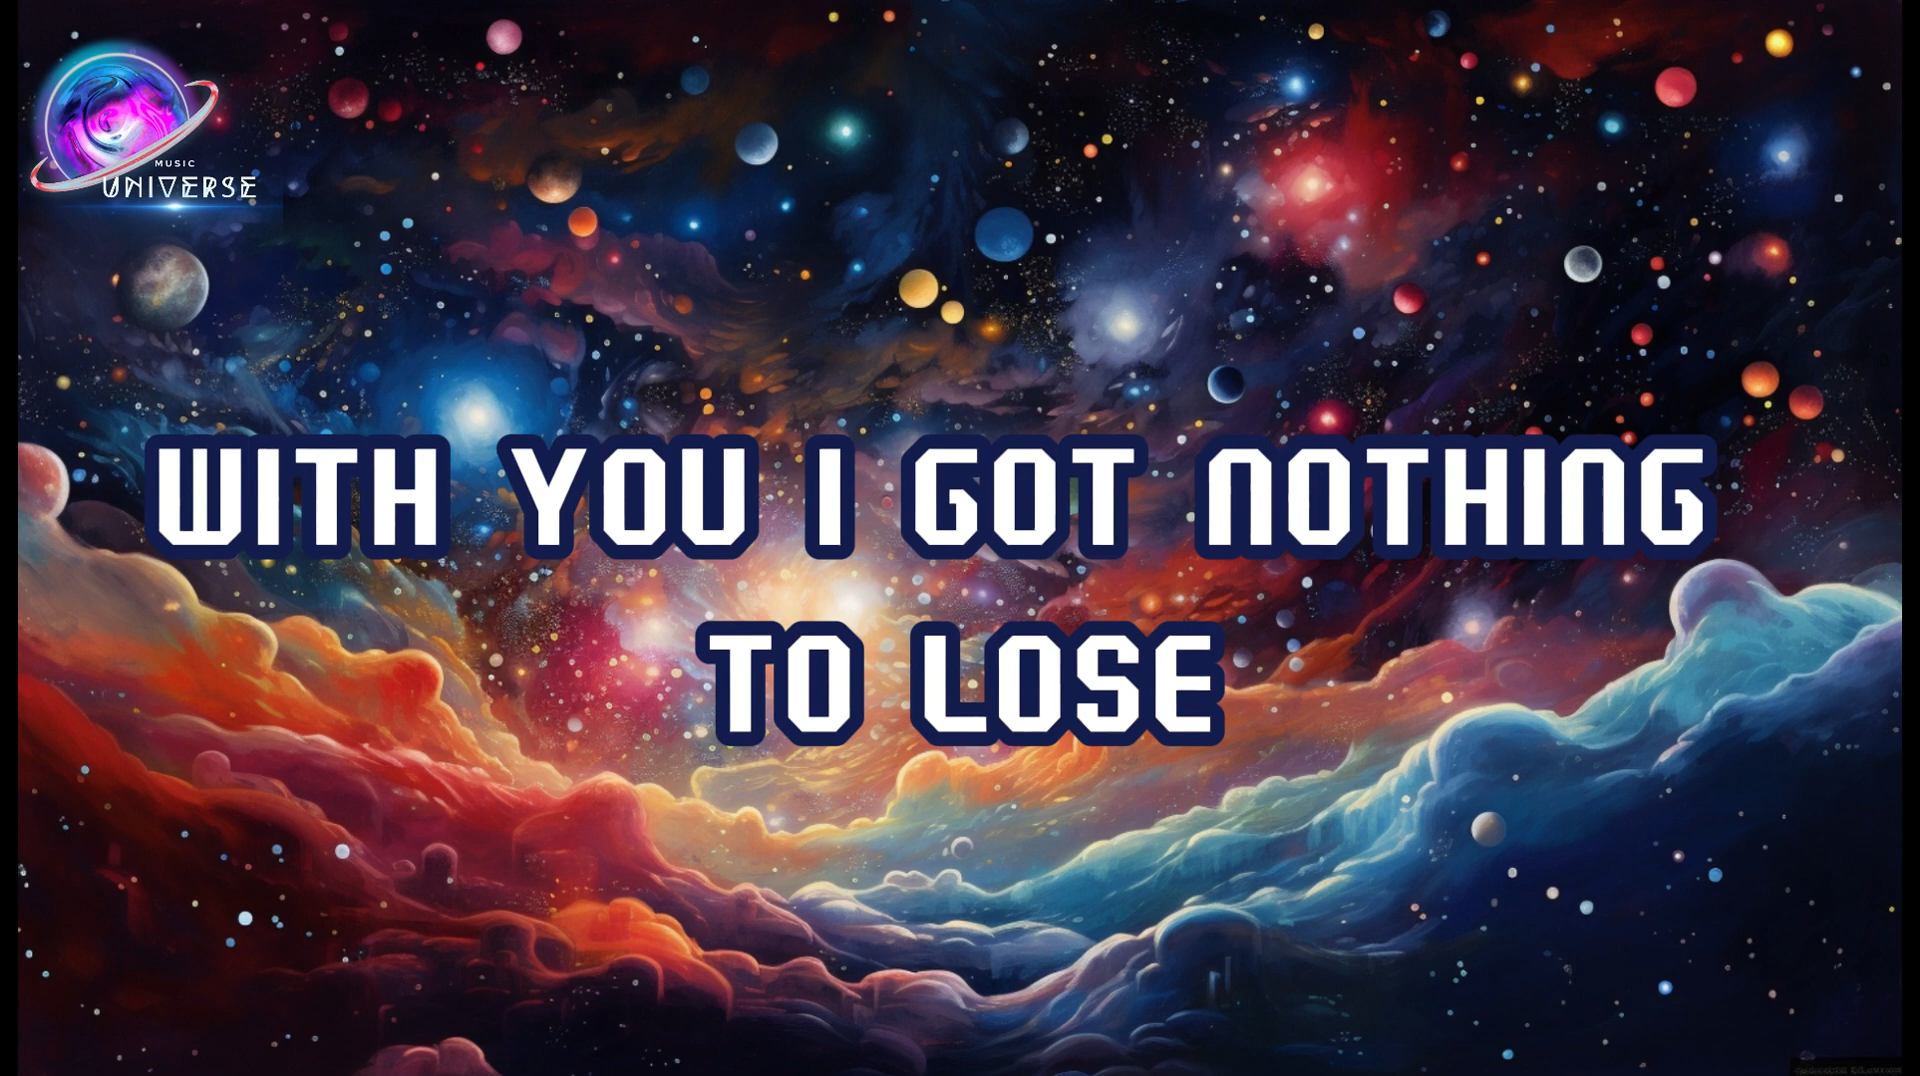 MUSIC
UNIVERSE
WITH YOU I GOT NOTHING
TO LOSE